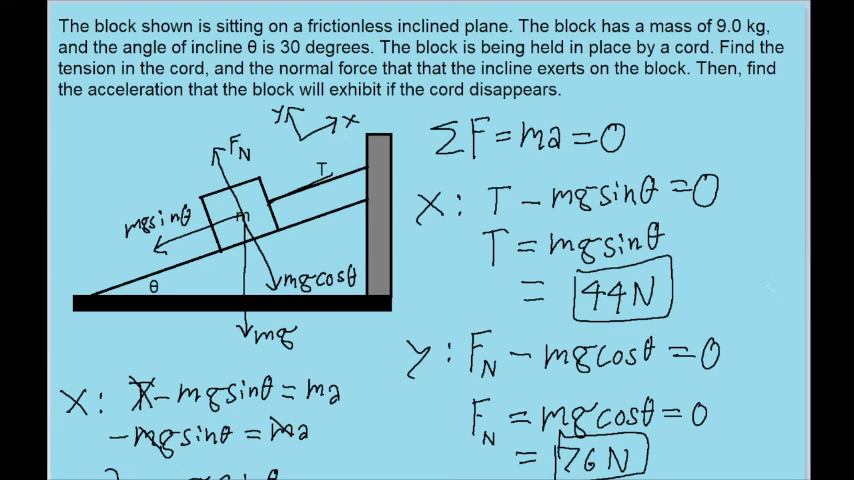 The block shown is sitting on a frictionless inclined plane. The block has a mass of 9.0 kg,
and the angle of incline θ is 30 degrees. The block is being held in place by a cord. Find the
tension in the cord, and the normal force that that the incline exerts on the block. Then, find
the acceleration that the block will exhibit if the cord disappears.
Y X
F_N
T
mgsinθ
m
θ
mgcosθ
mg
ΣF = ma = 0
X: T - mgsinθ = 0
T = mgsinθ
= 44N
Y: F_N - mgcosθ = 0
F_N = mgcosθ = 0
= 76N
X: T - mgsinθ = ma
- mgsinθ = ma